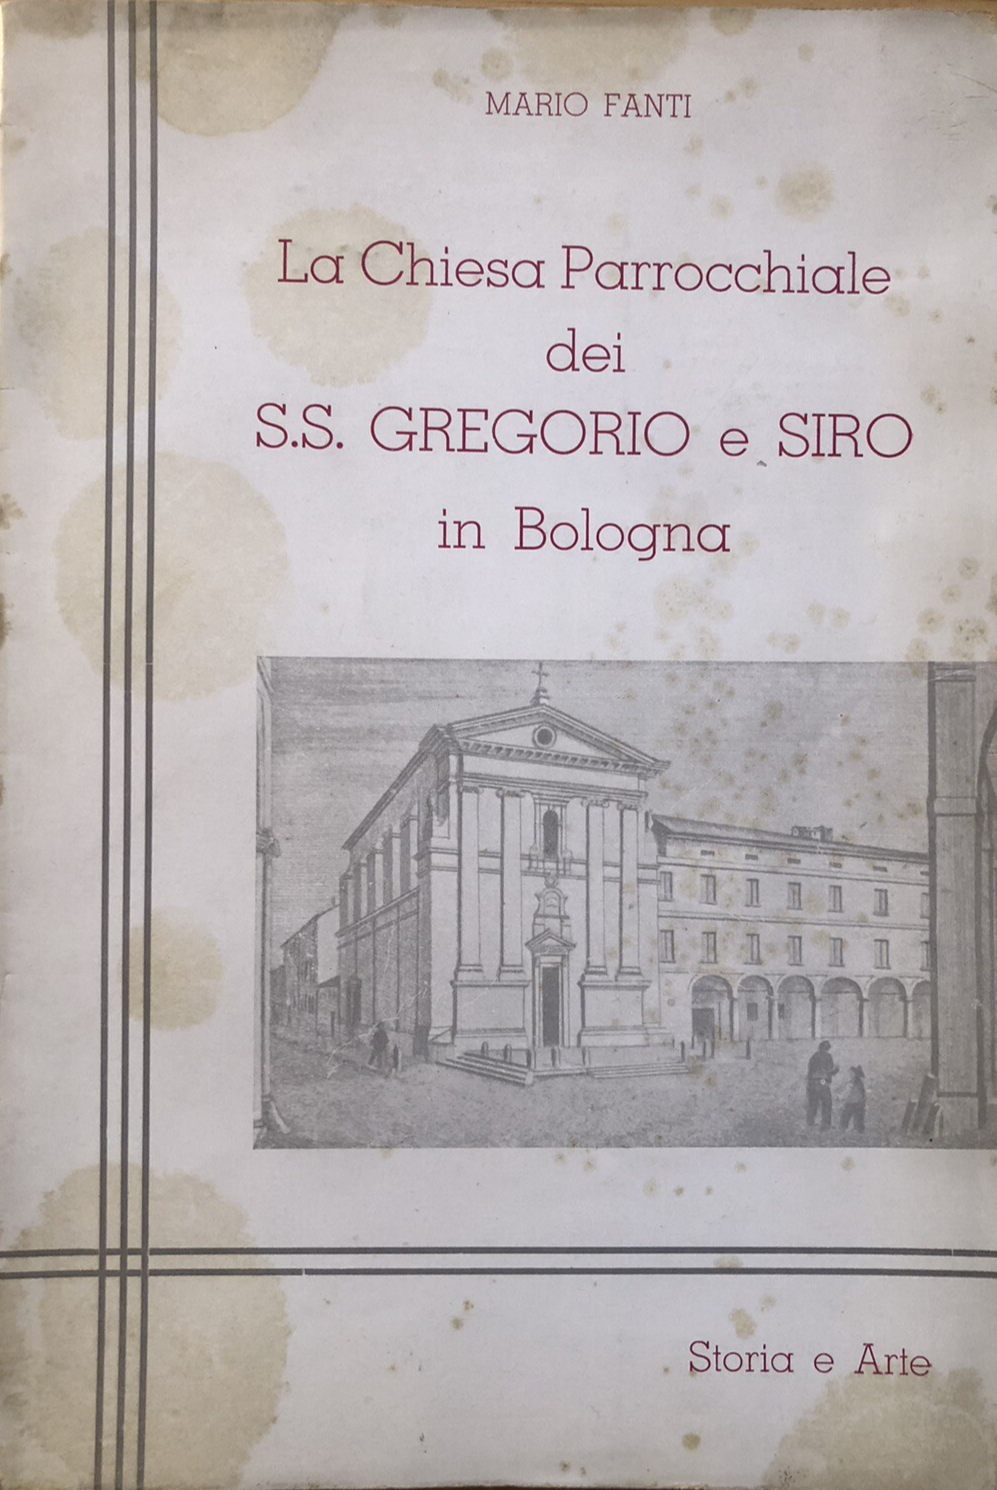 MARIO FANTI
La Chiesa Parrocchiale
dei
S.S. GREGORIO e SIRO
in Bologna
Storia e Arte